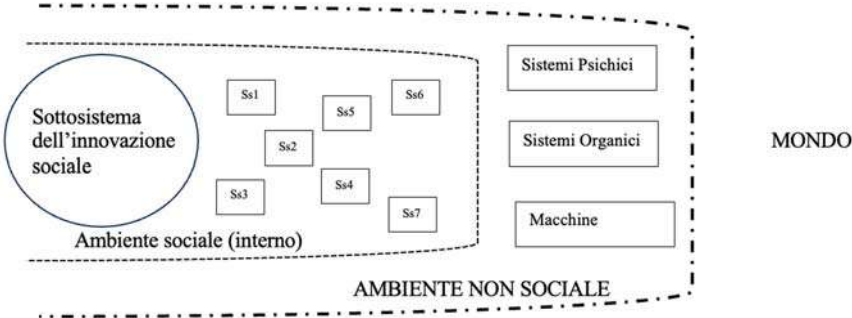 Sistemi Psichici
Ss1
Ss6
Ss5
Sottosistema
dell'innovazione
sociale
Ss2
Sistemi Organici
MONDO
Ss3
Ss4
Ss7
Macchine
Ambiente sociale (interno)
AMBIENTE NON SOCIALE